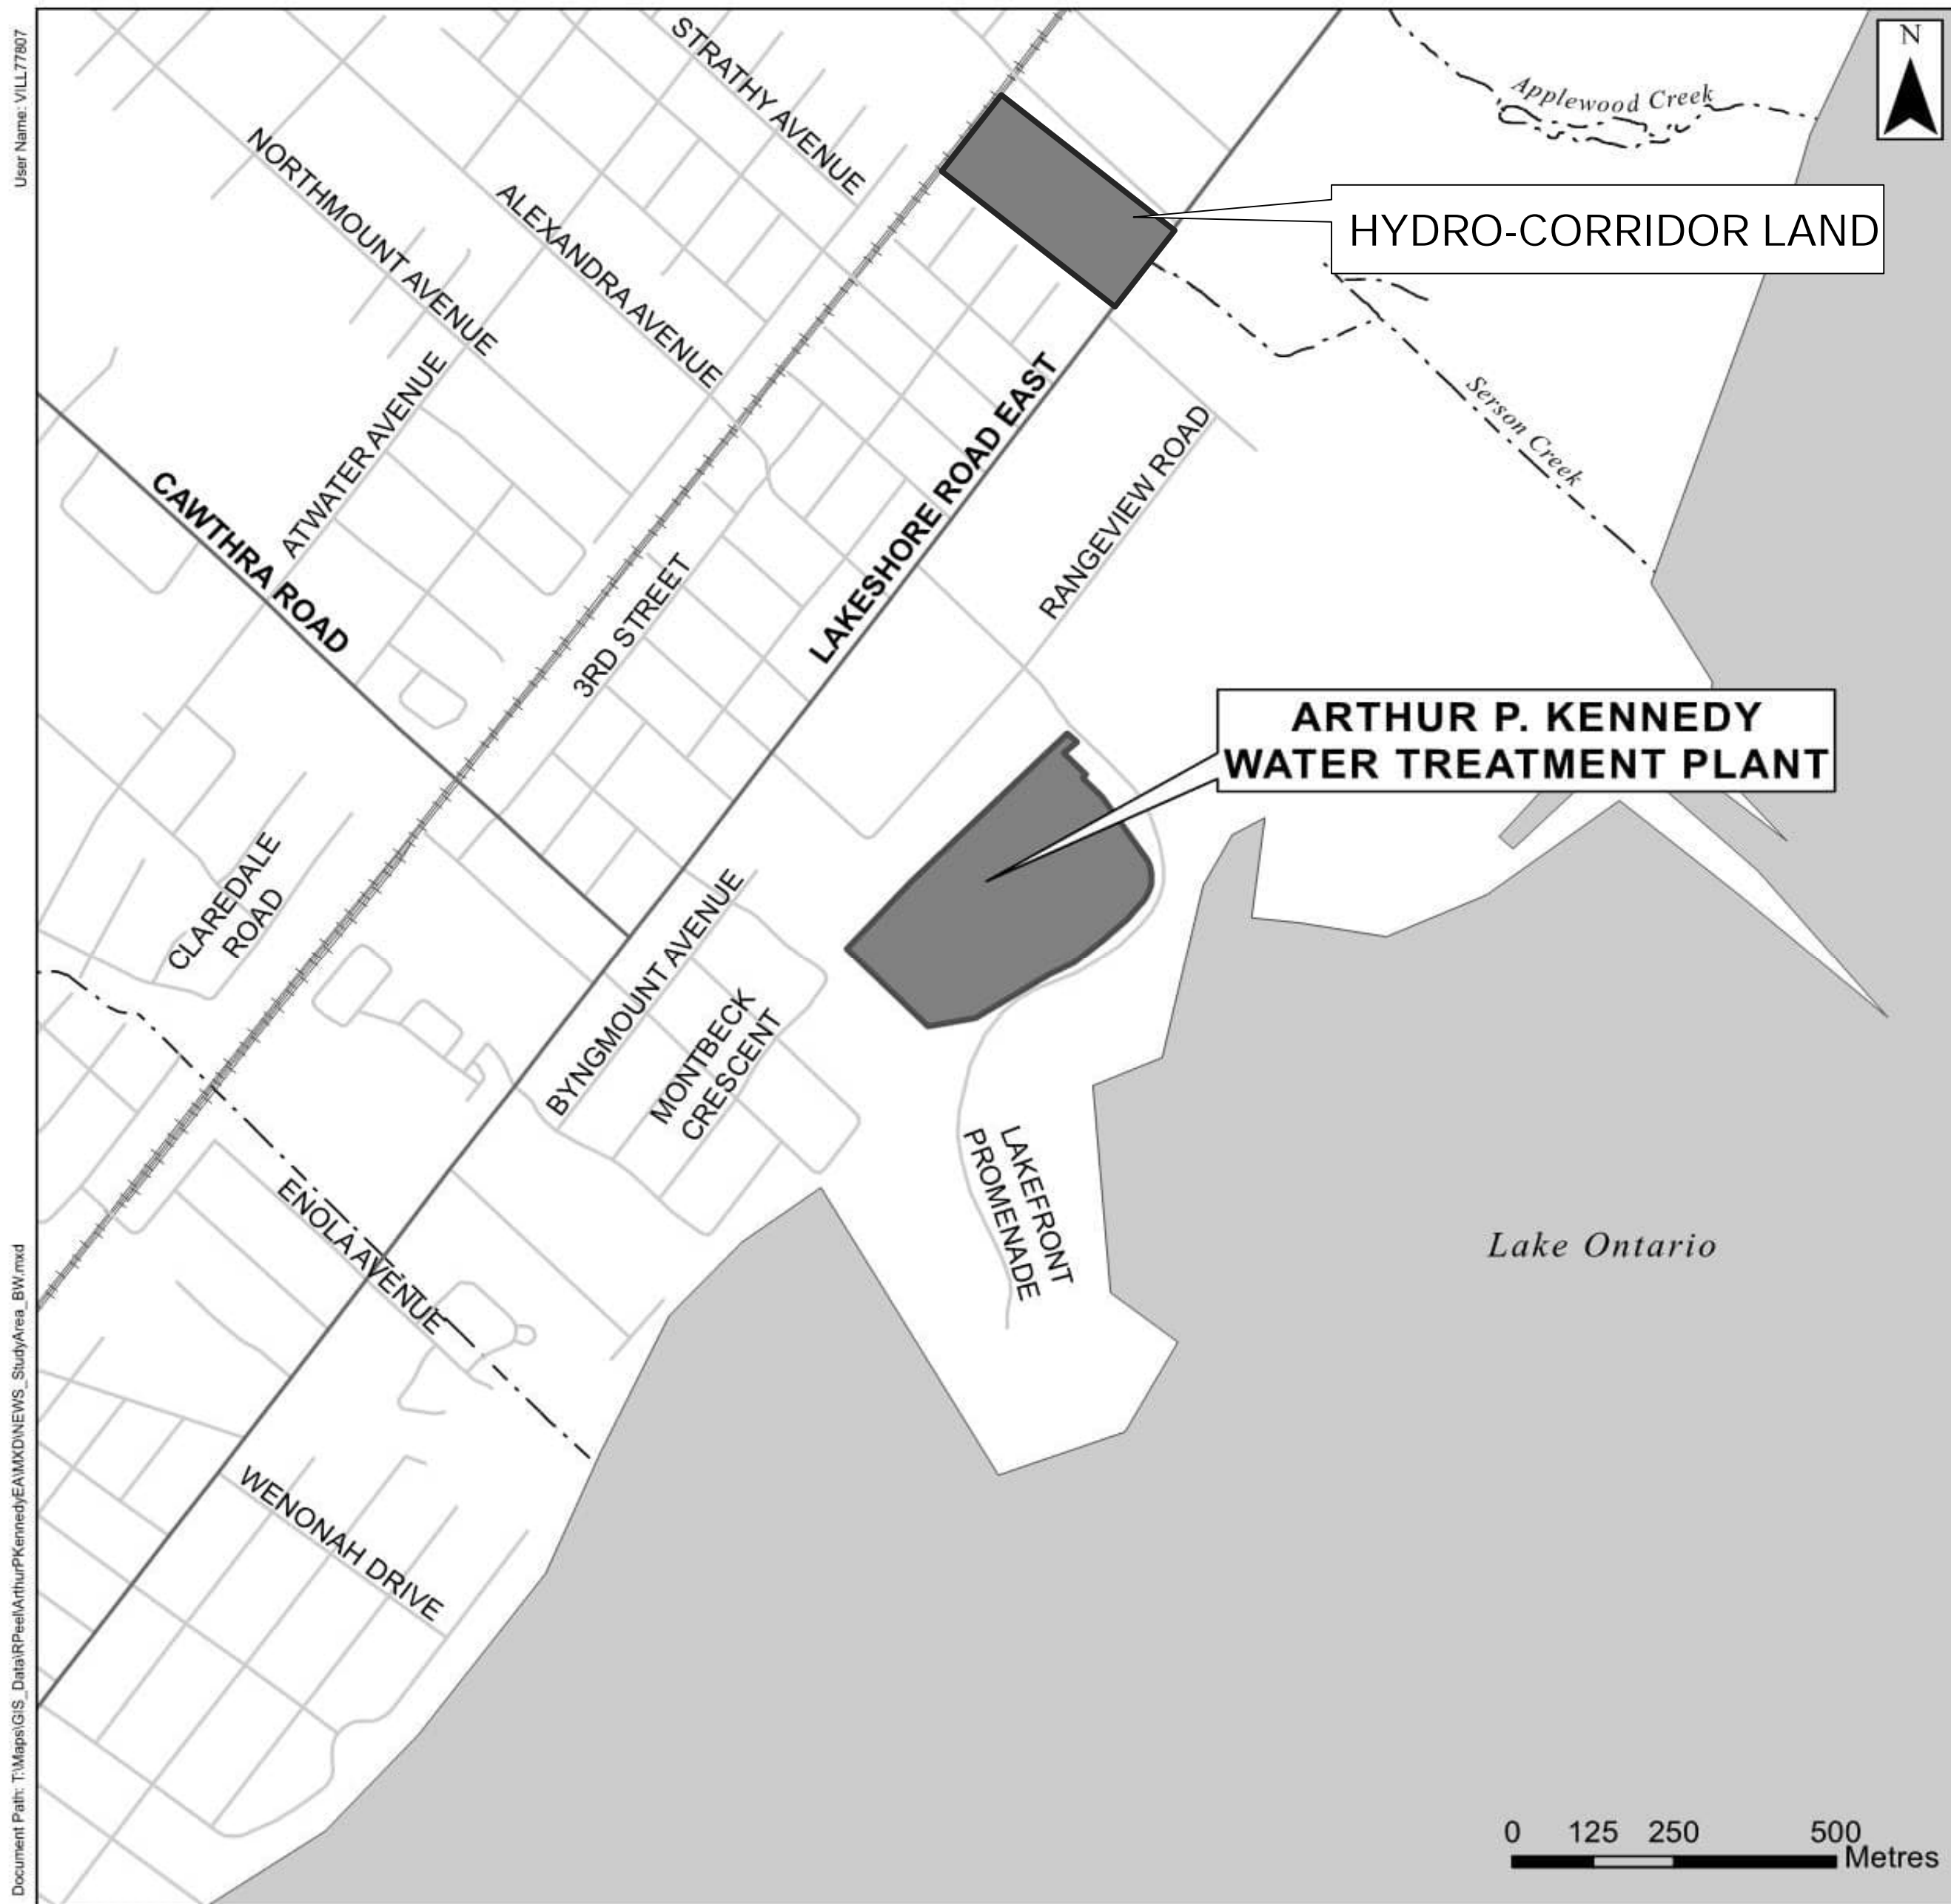 User Name: VILL77807
Document Path: T:\Maps\GIS_Data\RPeel\ArthurPKennedyEA\MXD\NEWS_StudyArea_BW.mxd
N
STRATHY AVENUE
Applewood Creek
NORTHMOUNT AVENUE
ALEXANDRA AVENUE
HYDRO-CORRIDOR LAND
ATWATER AVENUE
LAKESHORE ROAD EAST
Serson Creek
RANGEVIEW ROAD
CAWTHRA ROAD
3RD STREET
ARTHUR P. KENNEDY
WATER TREATMENT PLANT
CLAREDALE
ROAD
BYNGMOUNT AVENUE
MONTBECK
CRESCENT
LAKEFRONT
PROMENADE
ENOLA AVENUE
Lake Ontario
WENONAH DRIVE
0 125 250 500
Metres